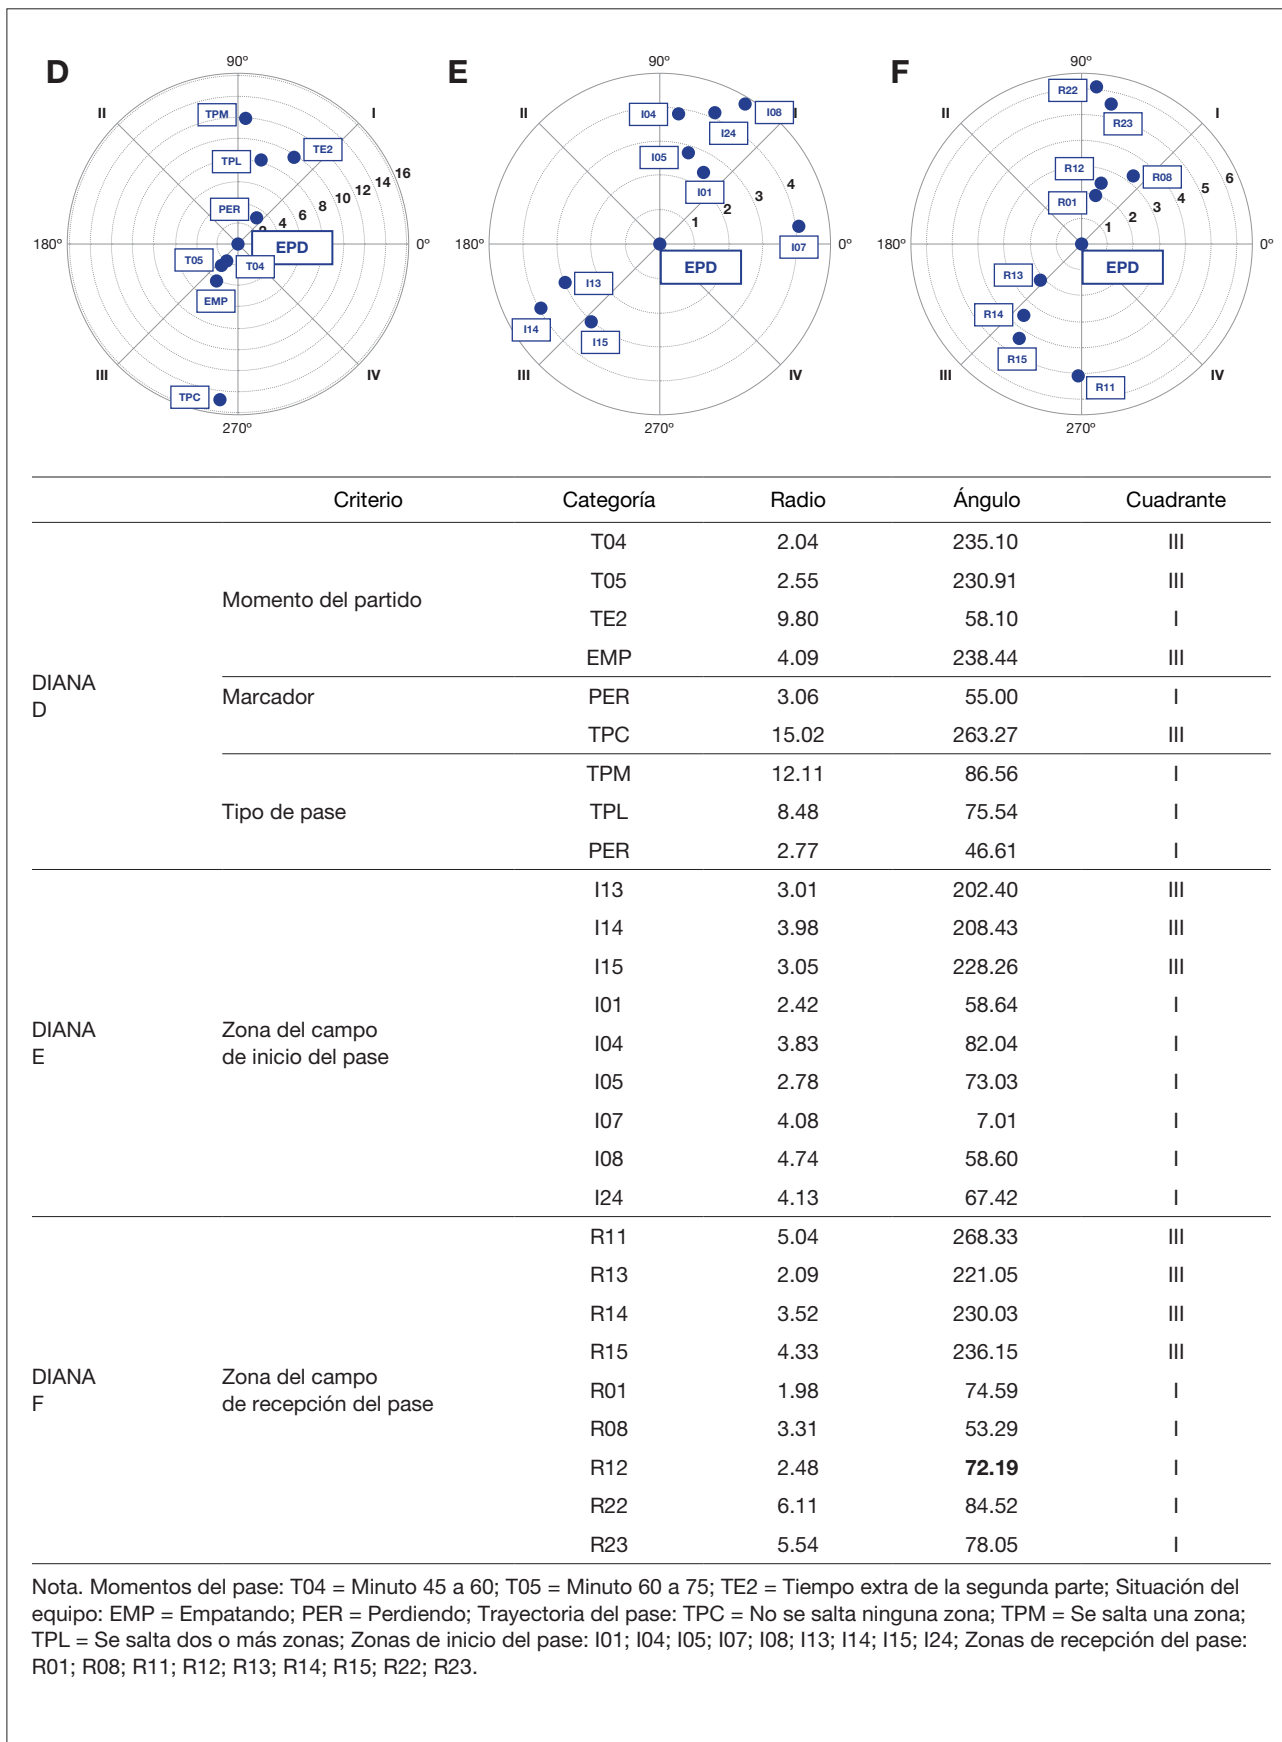 D
90º
II
I
TPM
TE2
TPL
16
14
12
10
8
6
4
2
PER
180º
0º
EPD
T05
T04
EMP
III
IV
TPC
270º
E
90º
II
I
I04
I08
I24
I05
4
3
2
1
I01
180º
0º
I07
EPD
I13
I14
I15
III
IV
270º
F
90º
II
I
R22
R23
R12
R08
6
5
4
3
2
1
R01
180º
0º
EPD
R13
R14
R15
R11
III
IV
270º
Criterio Categoría Radio Ángulo Cuadrante
T04 2.04 235.10 III
T05 2.55 230.91 III
Momento del partido
TE2 9.80 58.10 I
EMP 4.09 238.44 III
DIANA
D
Marcador PER 3.06 55.00 I
TPC 15.02 263.27 III
TPM 12.11 86.56 I
Tipo de pase TPL 8.48 75.54 I
PER 2.77 46.61 I
I13 3.01 202.40 III
I14 3.98 208.43 III
I15 3.05 228.26 III
I01 2.42 58.64 I
DIANA
E
Zona del campo
de inicio del pase
I04 3.83 82.04 I
I05 2.78 73.03 I
I07 4.08 7.01 I
I08 4.74 58.60 I
I24 4.13 67.42 I
R11 5.04 268.33 III
R13 2.09 221.05 III
R14 3.52 230.03 III
R15 4.33 236.15 III
DIANA
F
Zona del campo
de recepción del pase
R01 1.98 74.59 I
R08 3.31 53.29 I
R12 2.48 72.19 I
R22 6.11 84.52 I
R23 5.54 78.05 I
Nota. Momentos del pase: T04 = Minuto 45 a 60; T05 = Minuto 60 a 75; TE2 = Tiempo extra de la segunda parte; Situación del
equipo: EMP = Empatando; PER = Perdiendo; Trayectoria del pase: TPC = No se salta ninguna zona; TPM = Se salta una zona;
TPL = Se salta dos o más zonas; Zonas de inicio del pase: I01; I04; I05; I07; I08; I13; I14; I15; I24; Zonas de recepción del pase:
R01; R08; R11; R12; R13; R14; R15; R22; R23.